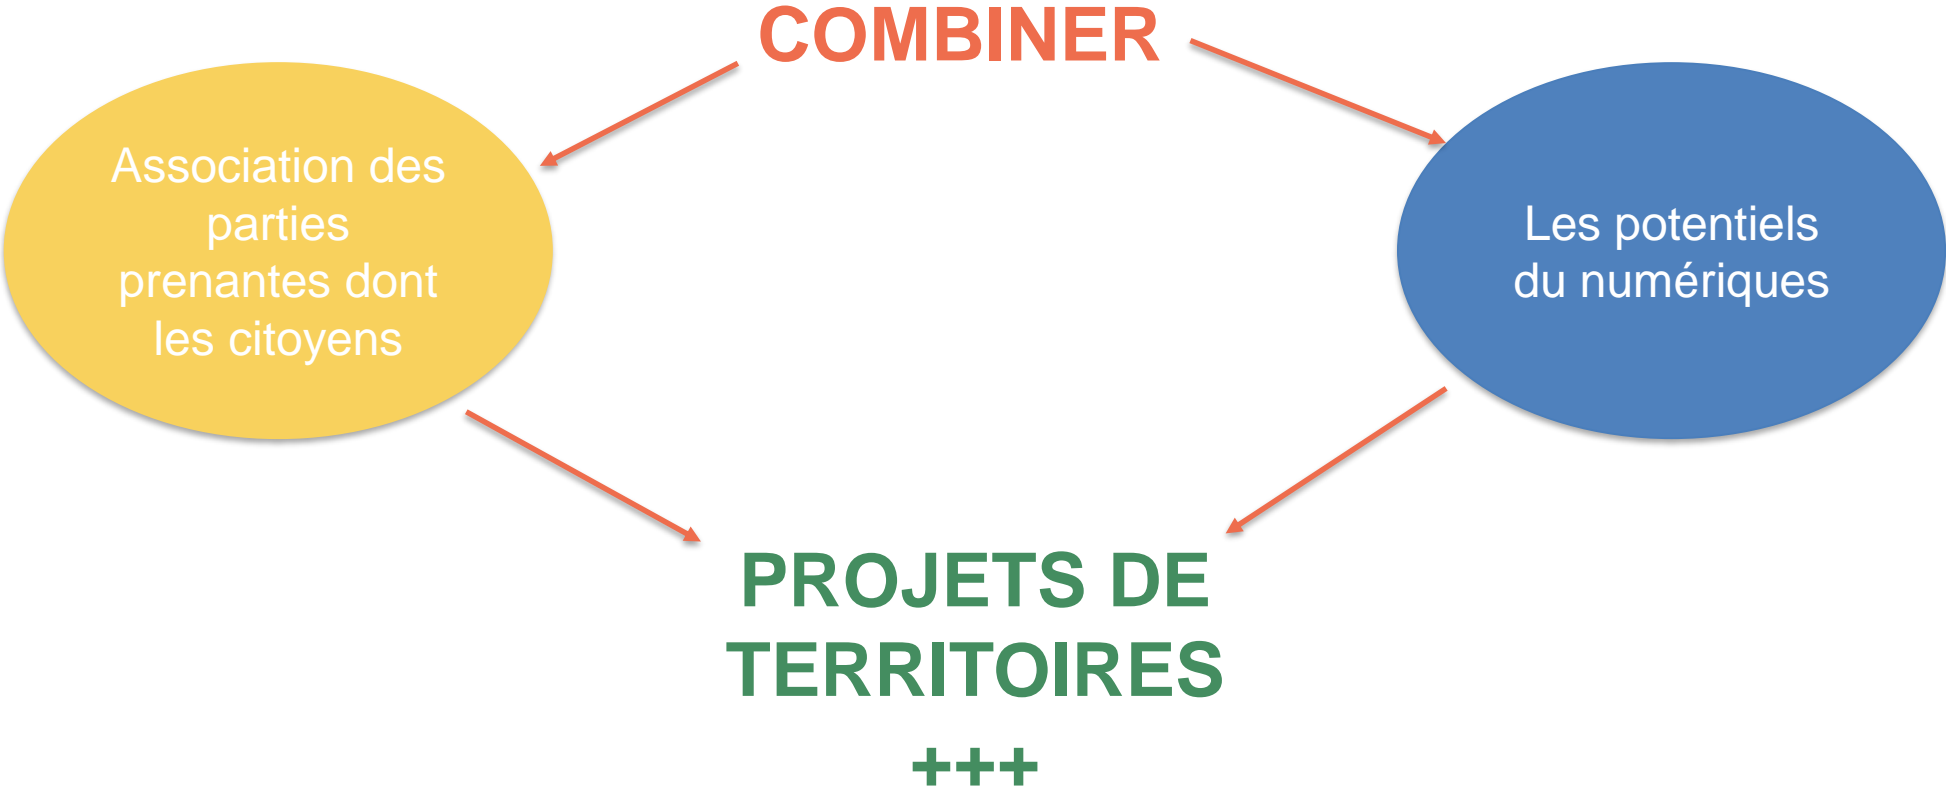 COMBINER
Association des
parties
prenantes dont
les citoyens
Les potentiels
du numériques
PROJETS DE
TERRITOIRES
+++